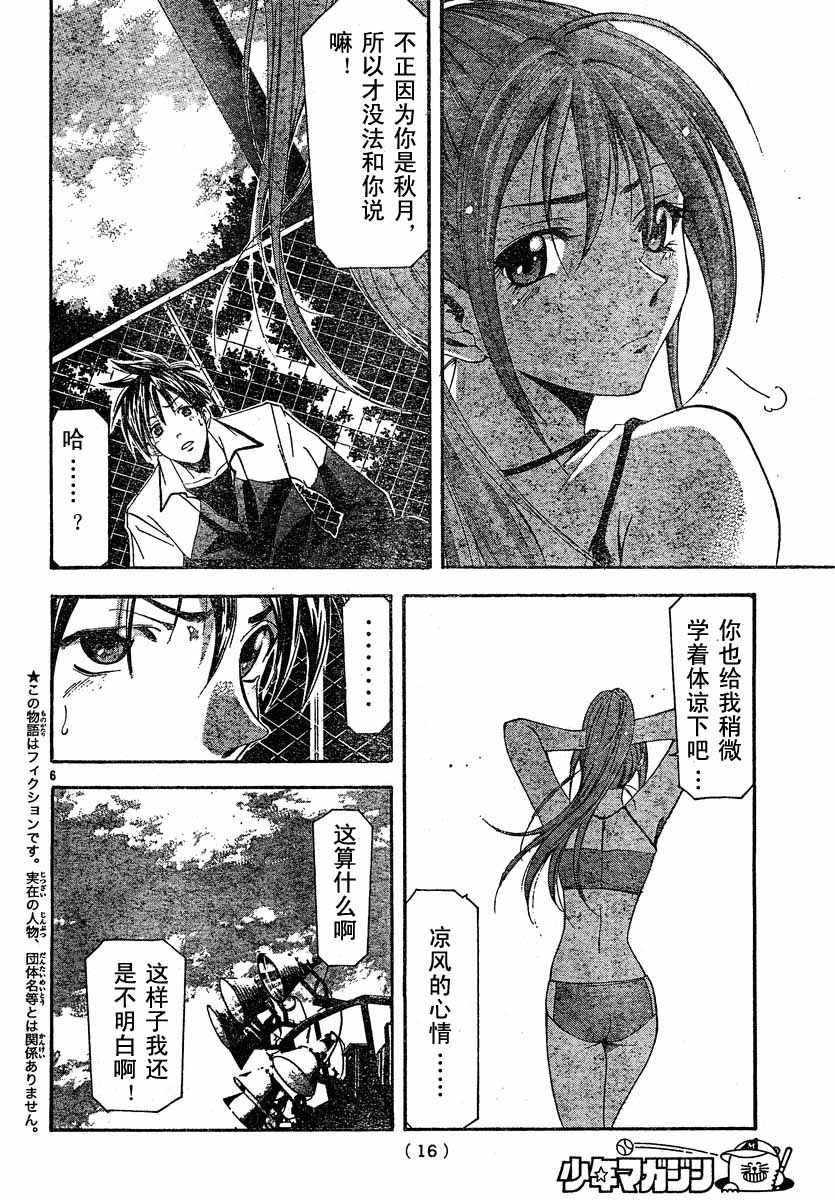 不正因为你是秋月，
所以才没法和你说
嘛！
哈……？
你也给我稍微
学着体谅下吧…
凉风的心情……
………
这算什么啊
这样子我还
是不明白啊！
★この物語はフィクションです。実在の人物、団体名等とは関係ありません。
6
(16)
少年マガジン
M